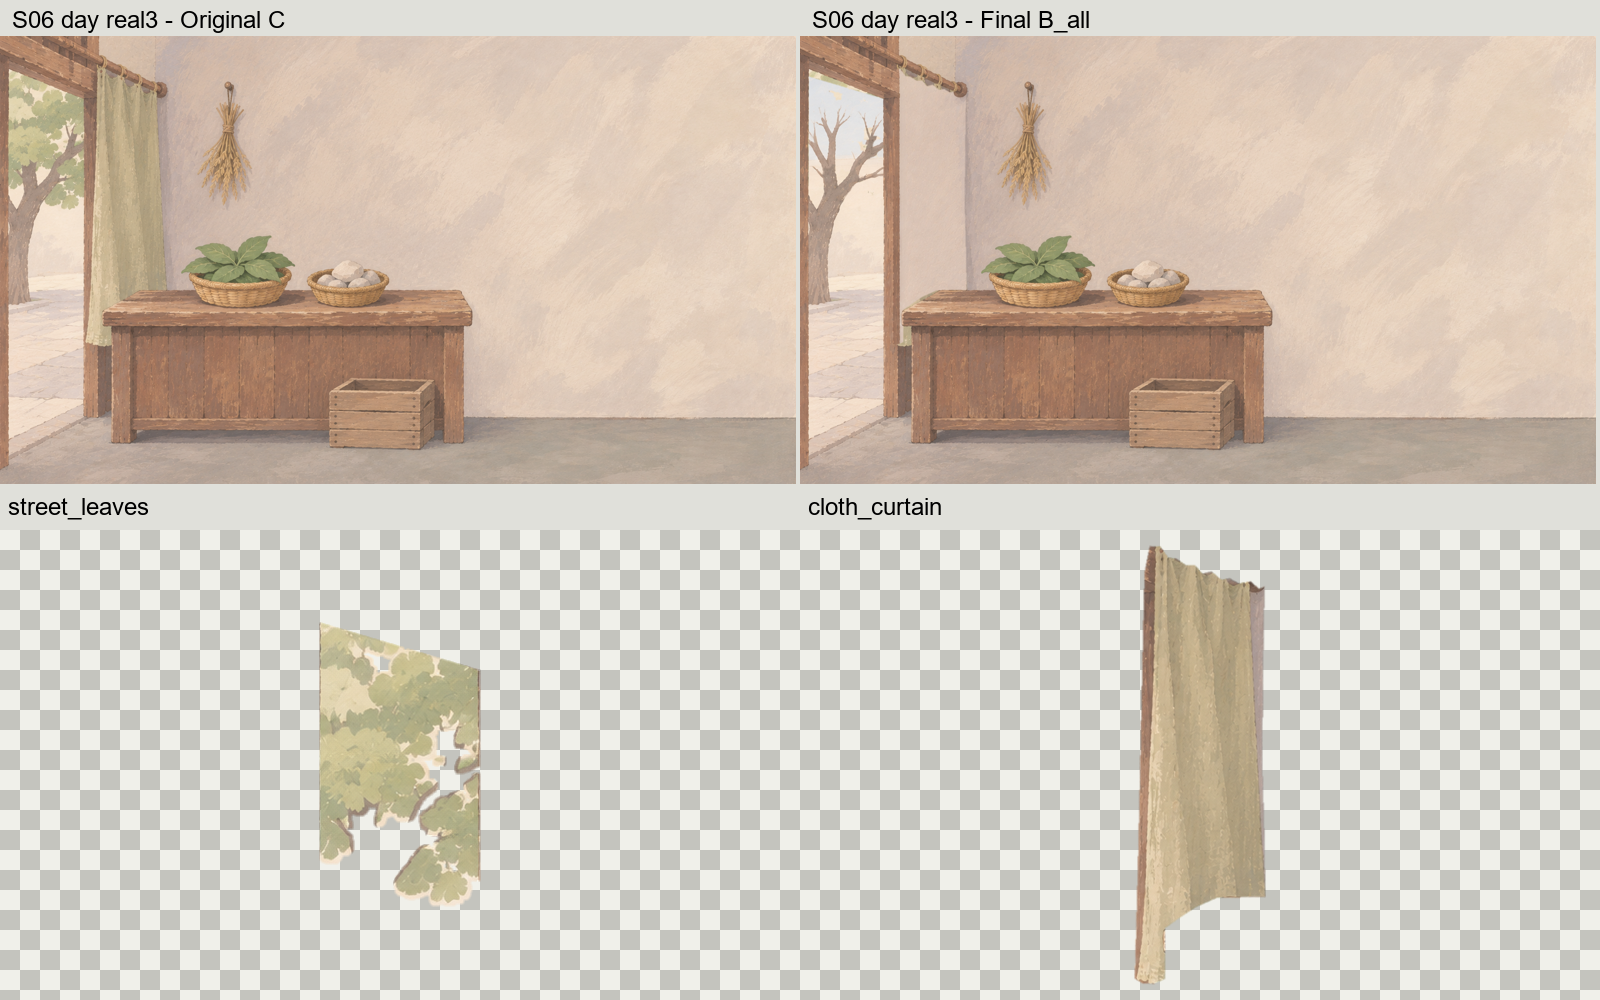 S06 day real3 - Original C
S06 day real3 - Final B_all
street_leaves
cloth_curtain